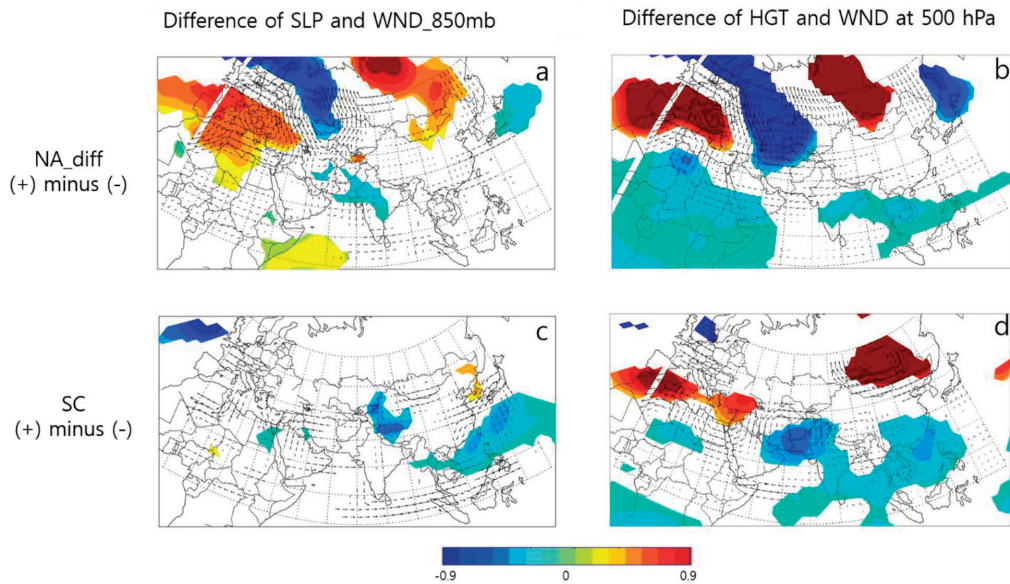 Difference of SLP and WND_850mb
Difference of HGT and WND at 500 hPa
a
b
NA_diff
(+) minus (-)
c
d
SC
(+) minus (-)
-0.9
0
0.9